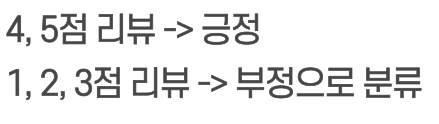 4, 5점 리뷰 -> 긍정
1, 2, 3점 리뷰 -> 부정으로 분류